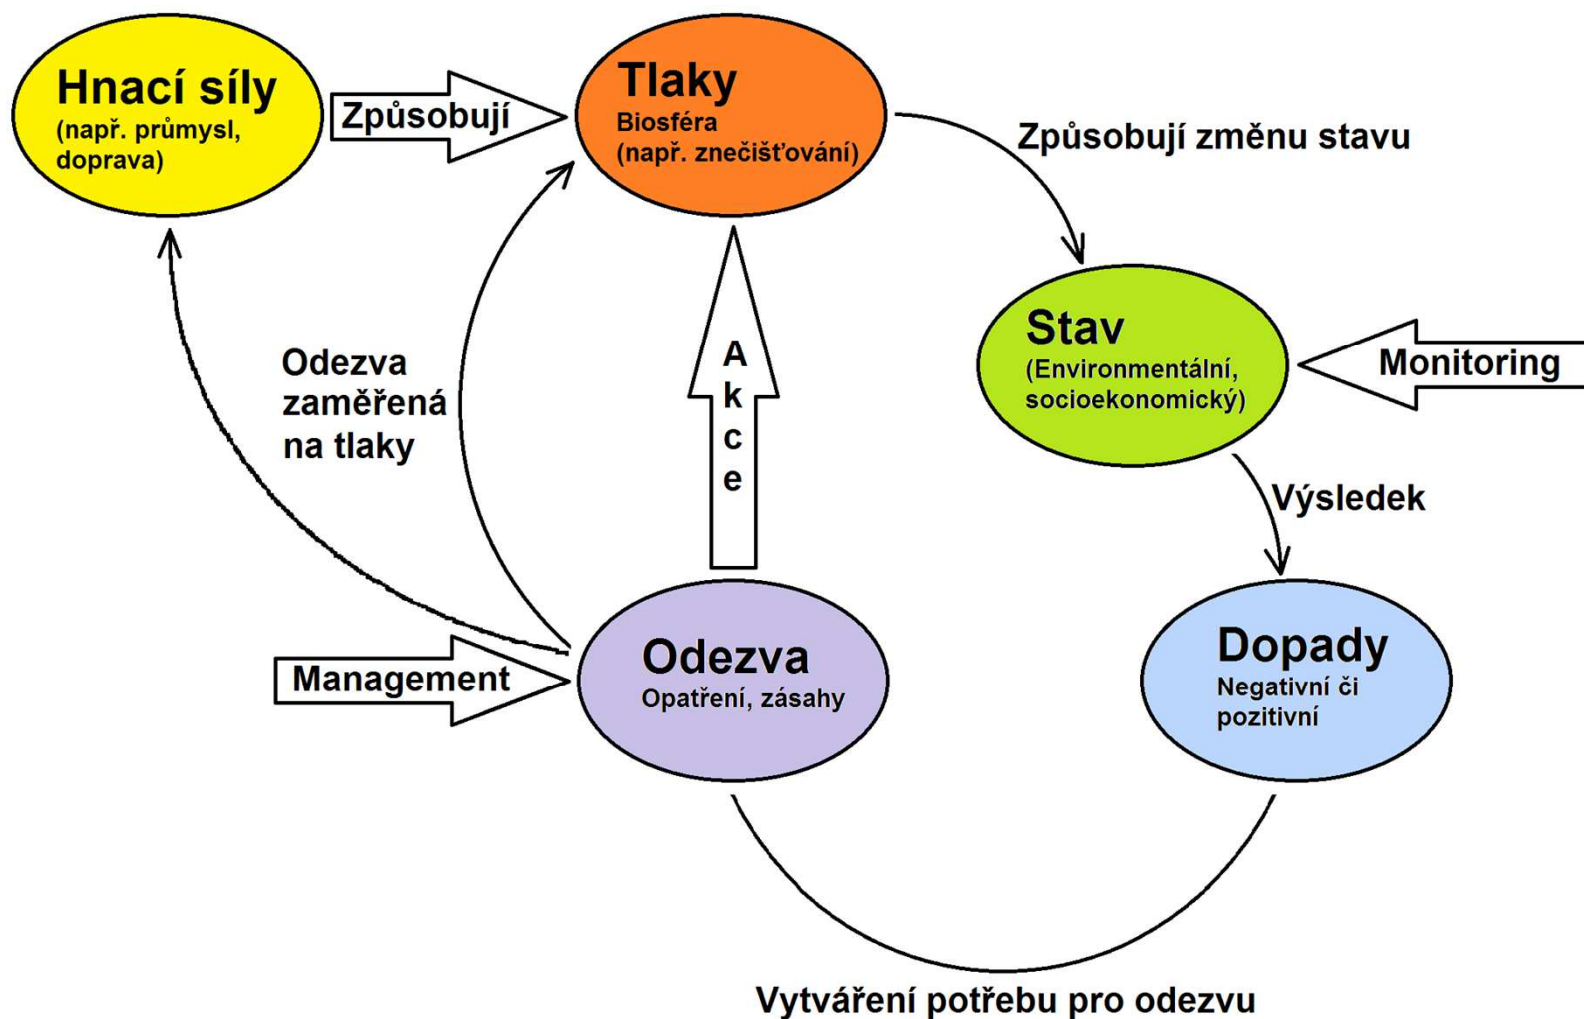 Hnací síly
(např. průmysl,
doprava)
Způsobují
Tlaky
Biosféra
(např. znečišťování)
Způsobují změnu stavu
Stav
(Environmentální,
socioekonomický)
Monitoring
Odezva
zaměřená
na tlaky
Akce
Výsledek
Management
Odezva
Opatření, zásahy
Dopady
Negativní či
pozitivní
Vytváření potřebu pro odezvu